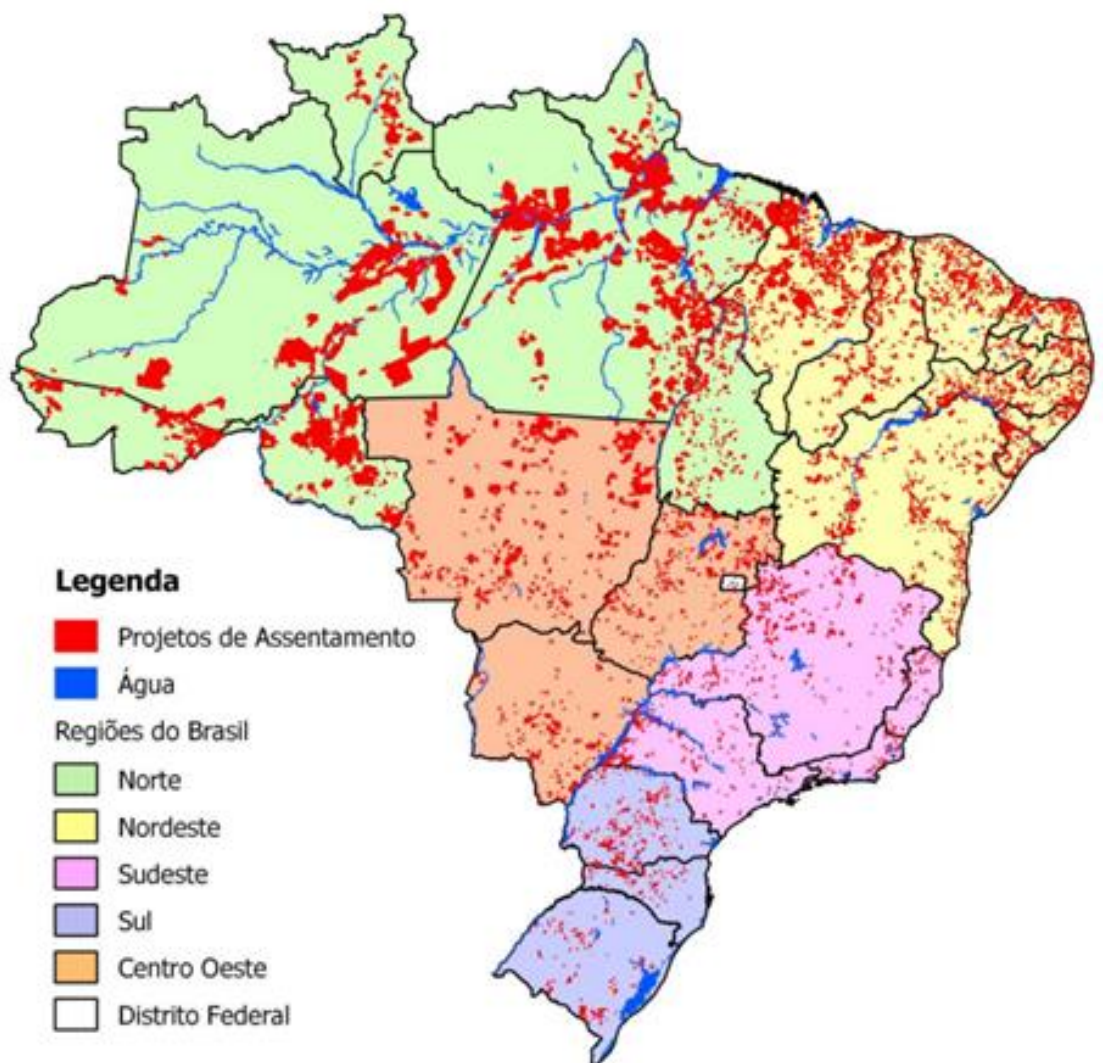 Legenda
Projetos de Assentamento
Água
Regiões do Brasil
Norte
Nordeste
Sudeste
Sul
Centro Oeste
Distrito Federal